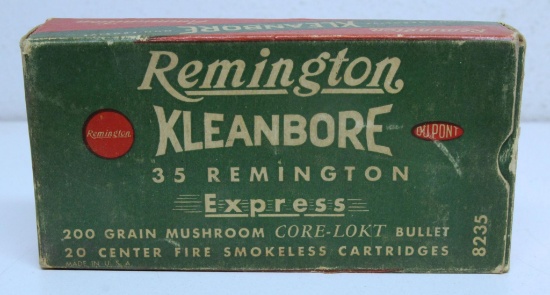 KLEANBORE
Remington
KLEANBORE
Remington
DU PONT
35 REMINGTON
Express
200 GRAIN MUSHROOM CORE-LOKT BULLET
20 CENTER FIRE SMOKELESS CARTRIDGES
MADE IN U.S.A.
8235